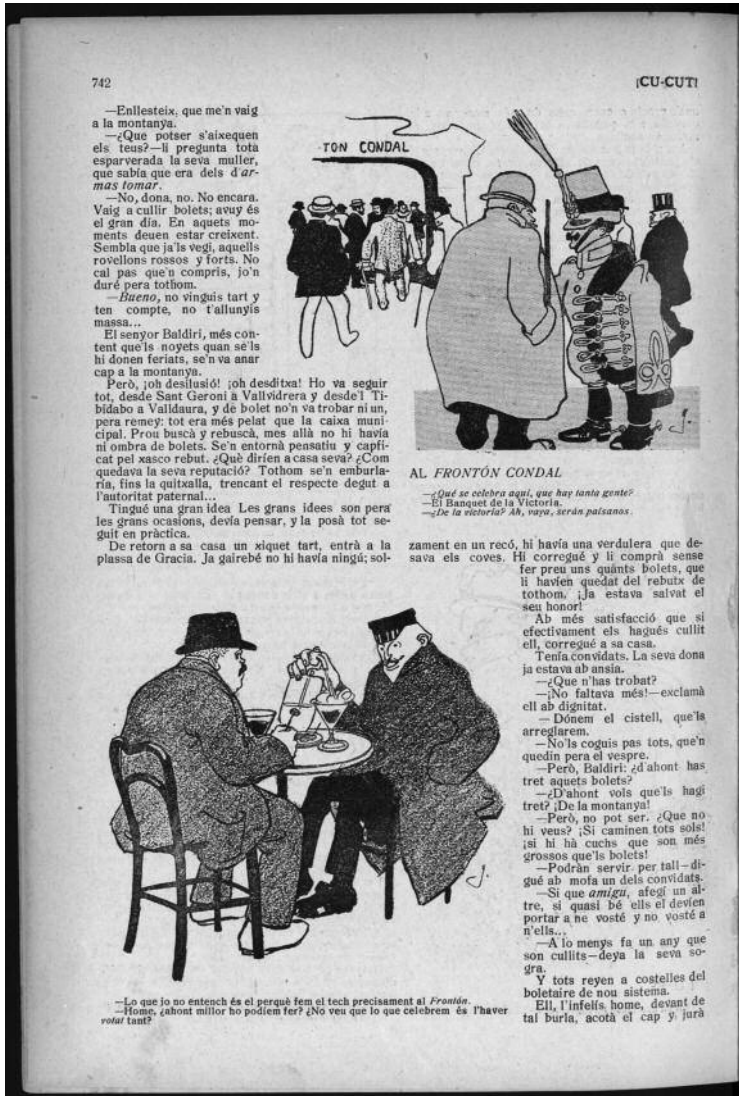 742
¡CU-CUT!
—Enllesteix, que me'n vaig
a la montanya.
—¿Que potser s'aixequen
els teus?—li pregunta tota
esparverada la seva muller,
que sabía que era dels d'ar-
mas tomar.
—No, dona, no. No encara.
Vaig a cullir bolets; avuy és
el gran día. En aquets mo-
ments deuen estar creixent.
Sembla que ja'ls vegi, aquells
rovellons rossos y forts. No
cal pas que'n compris, jo'n
duré pera tothom.
—Bueno, no vinguis tart y
ten compte, no t'allunyis
massa...
El senyor Baldiri, més con-
tent que'ls noyets quan se'ls
hi donen feriats, se'n va anar
cap a la montanya.
Però, ¡oh desilusió! ¡oh desditxa! Ho va seguir
tot, desde Sant Geroni a Vallvidrera y desde'l Ti-
bidabo a Valldaura, y de bolet no'n va trobar ni un,
pera remey: tot era més pelat que la caixa muni-
cipal. Prou buscà y rebuscà, mes allà no hi havía
ni ombra de bolets. Se'n entornà pensatiu y capfi-
cat pel xasco rebut. ¿Què diríen a casa seva? ¿Com
quedava la seva reputació? Tothom se'n emburla-
ría, fins la quitxalla, trencant el respecte degut a
l'autoritat paternal...
Tingué una gran idea Les grans idees son pera
les grans ocasions, devía pensar, y la posà tot se-
guit en pràctica.
De retorn a sa casa un xiquet tart, entrà a la
plassa de Gracia. Ja gairebé no hi havía ningú; sol-
TON CONDAL
J.
AL FRONTÓN CONDAL
—¿Qué se celebra aquí, que hay tanta gente?
—El Banquet de la Victoria.
—¿De la victoria? Ah, vaya, serán paisanos.
zament en un recó, hi havía una verdulera que de-
sava els coves. Hi corregué y li comprà sense
fer preu uns quànts bolets, que
li havíen quedat del rebutx de
tothom. ¡Ja estava salvat el
seu honor!
Ab més satisfacció que si
efectivament els hagués cullit
ell, corregué a sa casa.
Tenía convidats. La seva dona
ja estava ab ansia.
—¿Que n'has trobat?
—¡No faltava més!—exclamà
ell ab dignitat.
—Dónem el cistell, que'ls
arreglarem.
—No'ls coguis pas tots, que'n
quedin pera el vespre.
—Però, Baldiri: ¿d'ahont has
tret aquets bolets?
—¿D'ahont vols que'ls hagi
tret? ¡De la montanya!
—Però, no pot ser. ¿Que no
hi veus? ¡Si caminen tots sols!
¡si hi hà cuchs que son més
grossos que'ls bolets!
—Podràn servir per tall—di-
gué ab mofa un dels convidats.
—Si que amigu, afegí un al-
tre, si quasi bé ells el devíen
portar a ne vosté y no vosté a
n'ells...
—A lo menys fa un any que
son cullits—deya la seva so-
gra.
Y tots reyen a costelles del
boletaire de nou sistema.
Ell, l'infelís home, devant de
tal burla, acotà el cap y jurà
J.
—Lo que jo no entench és el perquè fem el tech precisament al Frontón.
—Home, ¿ahont millor ho podíem fer? ¿No veu que lo que celebrem és l'haver
votat tant?